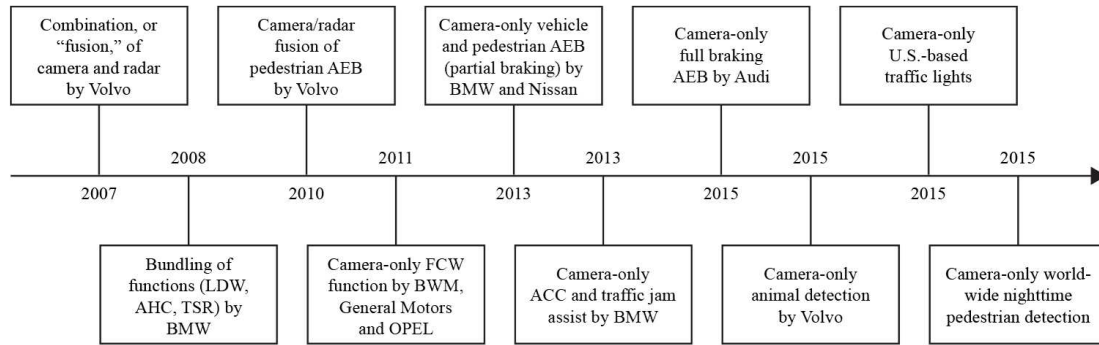 Combination, or
“fusion,” of
camera and radar
by Volvo
Camera/radar
fusion of
pedestrian AEB
by Volvo
Camera-only vehicle
and pedestrian AEB
(partial braking) by
BMW and Nissan
Camera-only
full braking
AEB by Audi
Camera-only
U.S.-based
traffic lights
2008
2011
2013
2015
2015
2007
2010
2013
2015
2015
Bundling of
functions (LDW,
AHC, TSR) by
BMW
Camera-only FCW
function by BWM,
General Motors
and OPEL
Camera-only
ACC and traffic jam
assist by BMW
Camera-only
animal detection
by Volvo
Camera-only world-
wide nighttime
pedestrian detection